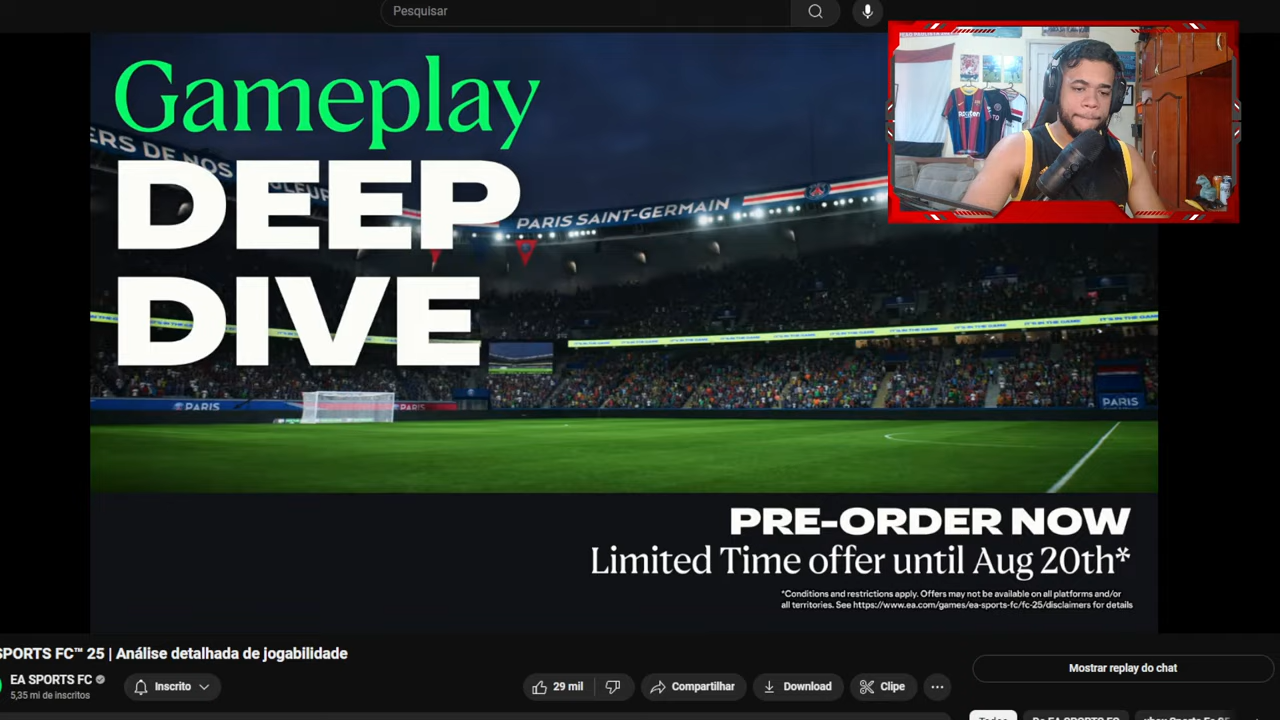 Pesquisar
Gameplay
DEEP
DIVE
ERS DE NOS
PARIS SAINT-GERMAIN
PARIS
PARIS
PARIS
PRE-ORDER NOW
Limited Time offer until Aug 20th*
*Conditions and restrictions apply. Offers may not be available on all platforms and/or
all territories. See https://www.ea.com/games/ea-sports-fc/fc-25/disclaimers for details
SPORTS FC™ 25 | Análise detalhada de jogabilidade
EA SPORTS FC
5,35 mi de inscritos
Inscrito
29 mil
Compartilhar
Download
Clipe
Mostrar replay do chat